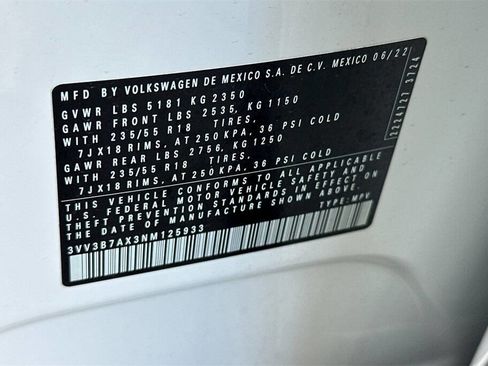 MFD BY VOLKSWAGEN DE MEXICO S.A. DE C.V. MEXICO 06/22
GVWR LBS 5181 KG 2350
GAWR FRONT LBS 2535, KG 1150
WITH 235/55 R18 TIRES,
7JX18 RIMS, AT 250 KPA, 36 PSI COLD
GAWR REAR LBS 2756, KG 1250
WITH 235/55 R18 TIRES,
7JX18 RIMS, AT 250 KPA, 36 PSI COLD
THIS VEHICLE CONFORMS TO ALL APPLICABLE
U.S. FEDERAL MOTOR VEHICLE SAFETY AND
THEFT PREVENTION STANDARDS IN EFFECT ON
THE DATE OF MANUFACTURE SHOWN ABOVE.
3VV3B7AX3NM125933 TYPE: MPV
2224727 3724